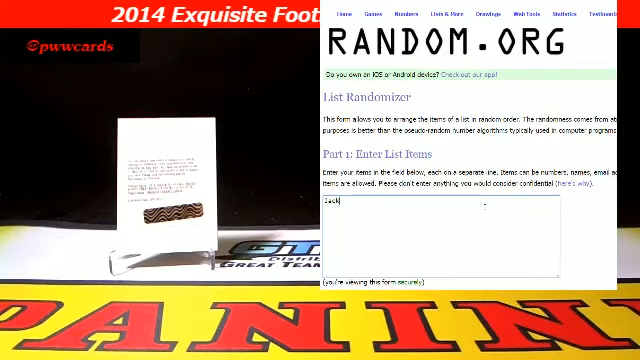 2014 Exquisite Foot
@pwwcards
Home Games Numbers Lists & More Drawings Web Tools Statistics Testimonia
RANDOM.ORG
Do you own an iOS or Android device? Check out our app!
List Randomizer
This form allows you to arrange the items of a list in random order. The randomness comes from at
purposes is better than the pseudo-random number algorithms typically used in computer programs
Part 1: Enter List Items
Enter your items in the field below, each on a separate line. Items can be numbers, names, email ad
items are allowed. Please don't enter anything you would consider confidential (here's why).
lack
(you're viewing this form securely)
GT
Distrib
GREAT TEAM
PANINI